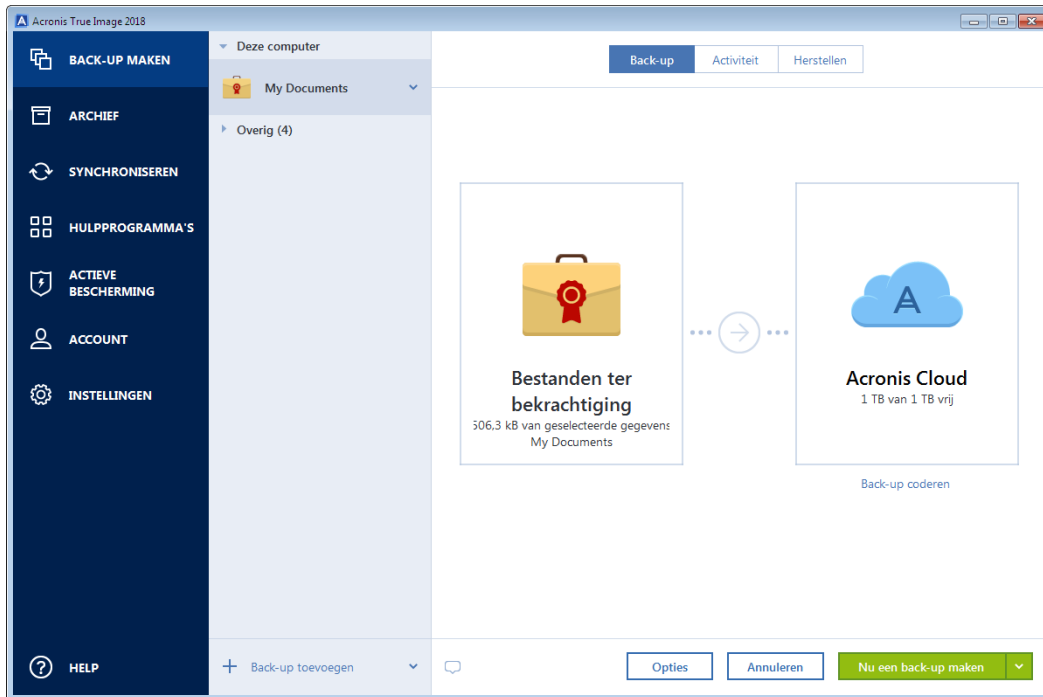 Acronis True Image 2018
BACK-UP MAKEN
ARCHIEF
SYNCHRONISEREN
HULPPROGRAMMA'S
ACTIEVE
BESCHERMING
ACCOUNT
INSTELLINGEN
HELP
Deze computer
My Documents
Overig (4)
Back-up toevoegen
Back-up
Activiteit
Herstellen
Bestanden ter
bekrachtiging
506,3 kB van geselecteerde gegevens
My Documents
Acronis Cloud
1 TB van 1 TB vrij
Back-up coderen
Opties
Annuleren
Nu een back-up maken